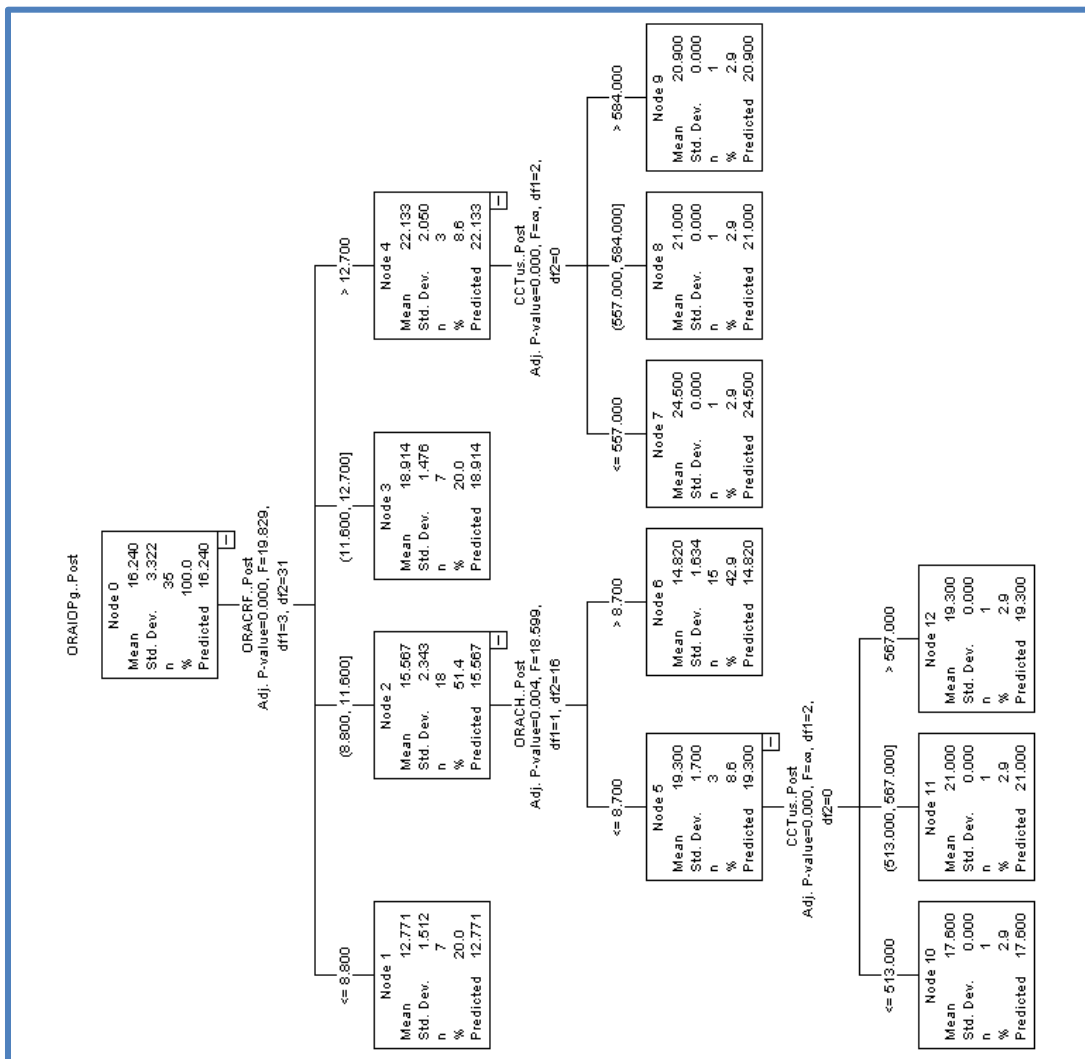 ORAIOPg..Post
Node 0
Mean 16.240
Std. Dev. 3.322
n 35
% 100.0
Predicted 16.240
ORACRF..Post
Adj. P-value=0.000, F=19.829,
df1=3, df2=31
<= 8.800
(8.800, 11.600]
(11.600, 12.700]
> 12.700
Node 1
Mean 12.771
Std. Dev. 1.512
n 7
% 20.0
Predicted 12.771
Node 2
Mean 15.567
Std. Dev. 2.343
n 18
% 51.4
Predicted 15.567
Node 3
Mean 18.914
Std. Dev. 1.476
n 7
% 20.0
Predicted 18.914
Node 4
Mean 22.133
Std. Dev. 2.050
n 3
% 8.6
Predicted 22.133
ORACH..Post
Adj. P-value=0.004, F=18.599,
df1=1, df2=16
CCTus..Post
Adj. P-value=0.000, F=∞, df1=2,
df2=0
<= 8.700
> 8.700
<= 557.000
(557.000, 584.000]
> 584.000
Node 5
Mean 19.300
Std. Dev. 1.700
n 3
% 8.6
Predicted 19.300
Node 6
Mean 14.820
Std. Dev. 1.634
n 15
% 42.9
Predicted 14.820
Node 7
Mean 24.500
Std. Dev. 0.000
n 1
% 2.9
Predicted 24.500
Node 8
Mean 21.000
Std. Dev. 0.000
n 1
% 2.9
Predicted 21.000
Node 9
Mean 20.900
Std. Dev. 0.000
n 1
% 2.9
Predicted 20.900
CCTus..Post
Adj. P-value=0.000, F=∞, df1=2,
df2=0
<= 513.000
(513.000, 567.000]
> 567.000
Node 10
Mean 17.600
Std. Dev. 0.000
n 1
% 2.9
Predicted 17.600
Node 11
Mean 21.000
Std. Dev. 0.000
n 1
% 2.9
Predicted 21.000
Node 12
Mean 19.300
Std. Dev. 0.000
n 1
% 2.9
Predicted 19.300